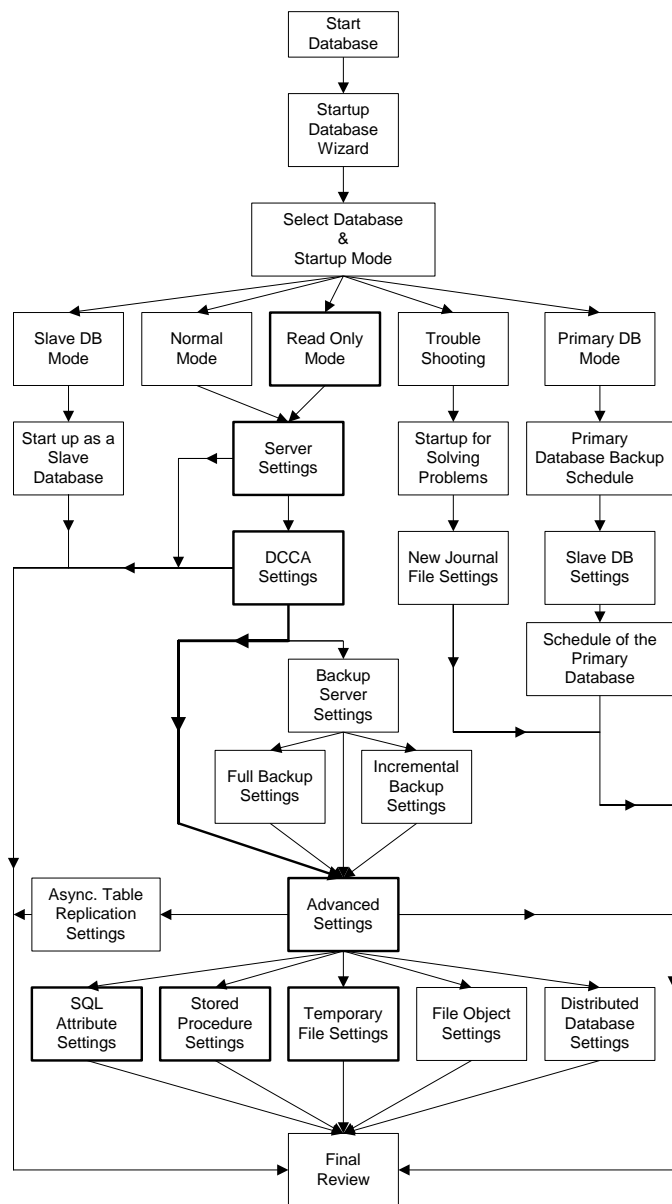 Start
Database
Startup
Database
Wizard
Select Database
&
Startup Mode
Slave DB
Mode
Normal
Mode
Read Only
Mode
Trouble
Shooting
Primary DB
Mode
Start up as a
Slave
Database
Server
Settings
Startup for
Solving
Problems
Primary
Database Backup
Schedule
DCCA
Settings
New Journal
File Settings
Slave DB
Settings
Schedule of the
Primary
Database
Backup
Server
Settings
Full Backup
Settings
Incremental
Backup
Settings
Async. Table
Replication
Settings
Advanced
Settings
SQL
Attribute
Settings
Stored
Procedure
Settings
Temporary
File Settings
File Object
Settings
Distributed
Database
Settings
Final
Review